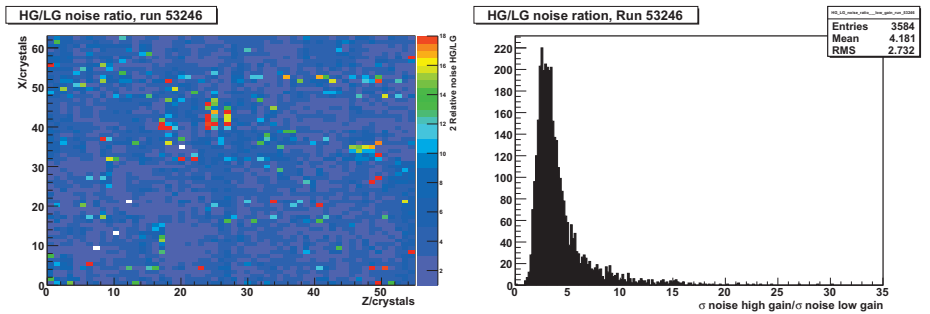 HG/LG noise ratio, run 53246
X/crystals
60
50
40
30
20
10
0
0 10 20 30 40 50
Z/crystals
18
16
14
12
10
8
6
4
2
2 Relative noise HG/LG
HG/LG noise ration, Run 53246
HG_LG_noise_ratio__low_gain_run_53246
Entries 3584
Mean 4.181
RMS 2.732
220
200
180
160
140
120
100
80
60
40
20
0
0 5 10 15 20 25 30 35
σ noise high gain/σ noise low gain